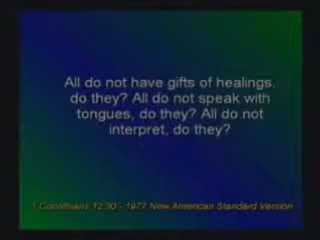 All do not have gifts of healings.
do they? All do not speak with
tongues, do they? All do not
interpret, do they?
1 Corinthians 12:30 - 1977 New American Standard Version